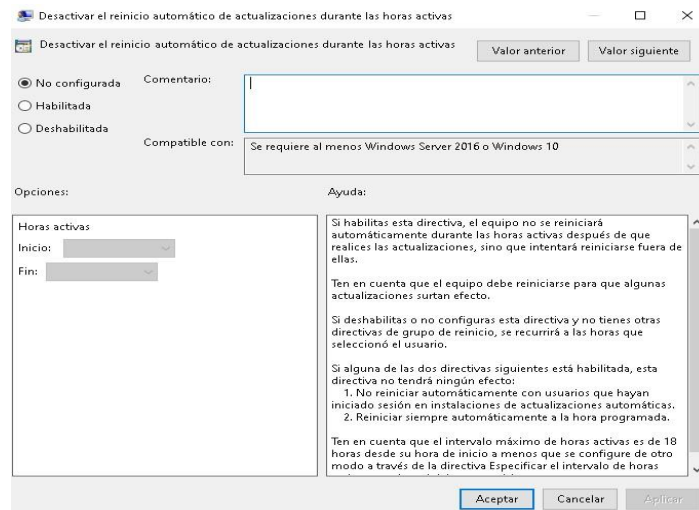 Desactivar el reinicio automático de actualizaciones durante las horas activas
Desactivar el reinicio automático de actualizaciones durante las horas activas
Valor anterior
Valor siguiente
No configurada
Habilitada
Deshabilitada
Comentario:
Compatible con:
Se requiere al menos Windows Server 2016 o Windows 10
Opciones:
Ayuda:
Horas activas
Inicio:
Fin:
Si habilitas esta directiva, el equipo no se reiniciará
automáticamente durante las horas activas después de que
realices las actualizaciones, sino que intentará reiniciarse fuera de
ellas.
Ten en cuenta que el equipo debe reiniciarse para que algunas
actualizaciones surtan efecto.
Si deshabilitas o no configuras esta directiva y no tienes otras
directivas de grupo de reinicio, se recurrirá a las horas que
seleccionó el usuario.
Si alguna de las dos directivas siguientes está habilitada, esta
directiva no tendrá ningún efecto:
1. No reiniciar automáticamente con usuarios que hayan
iniciado sesión en instalaciones de actualizaciones automáticas.
2. Reiniciar siempre automáticamente a la hora programada.
Ten en cuenta que el intervalo máximo de horas activas es de 18
horas desde su hora de inicio a menos que se configure de otro
modo a través de la directiva Especificar el intervalo de horas
Aceptar
Cancelar
Aplicar